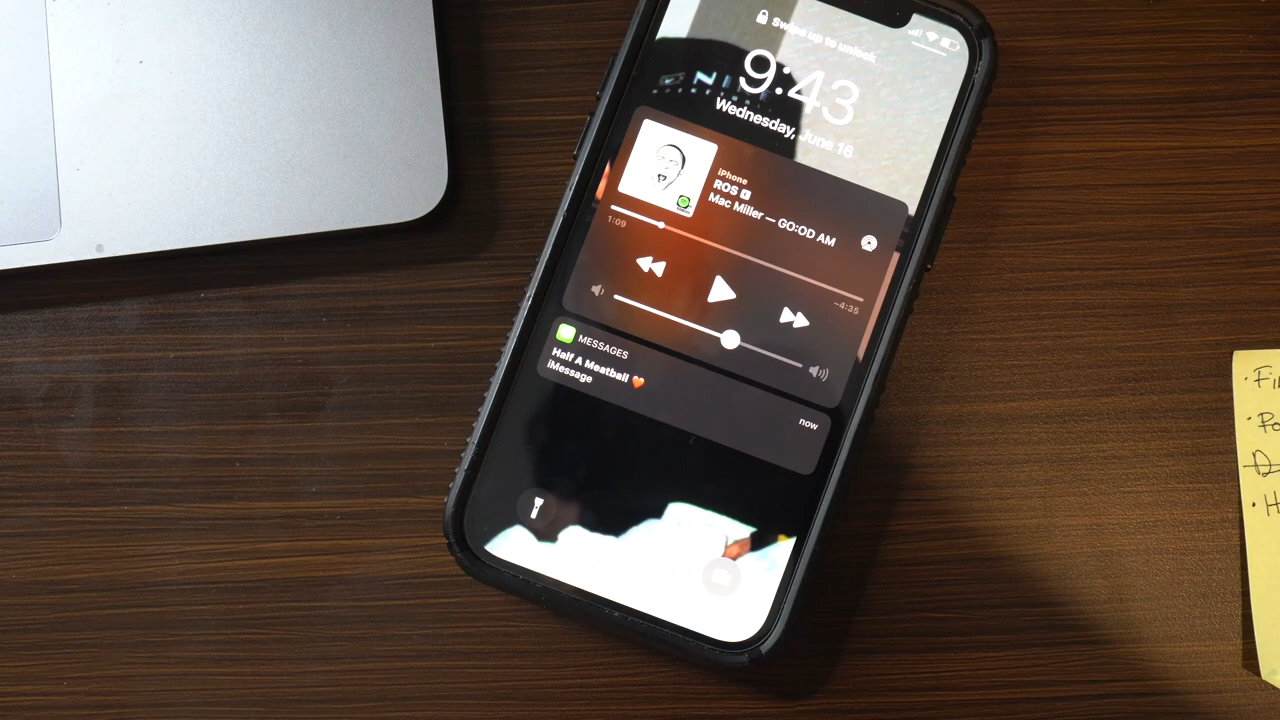 Swipe up to unlock
9:43
Wednesday, June 16
iPhone
ROS E
Mac Miller — GO:OD AM
1:09
-4:35
MESSAGES
Half A Meatball ❤️
iMessage
now